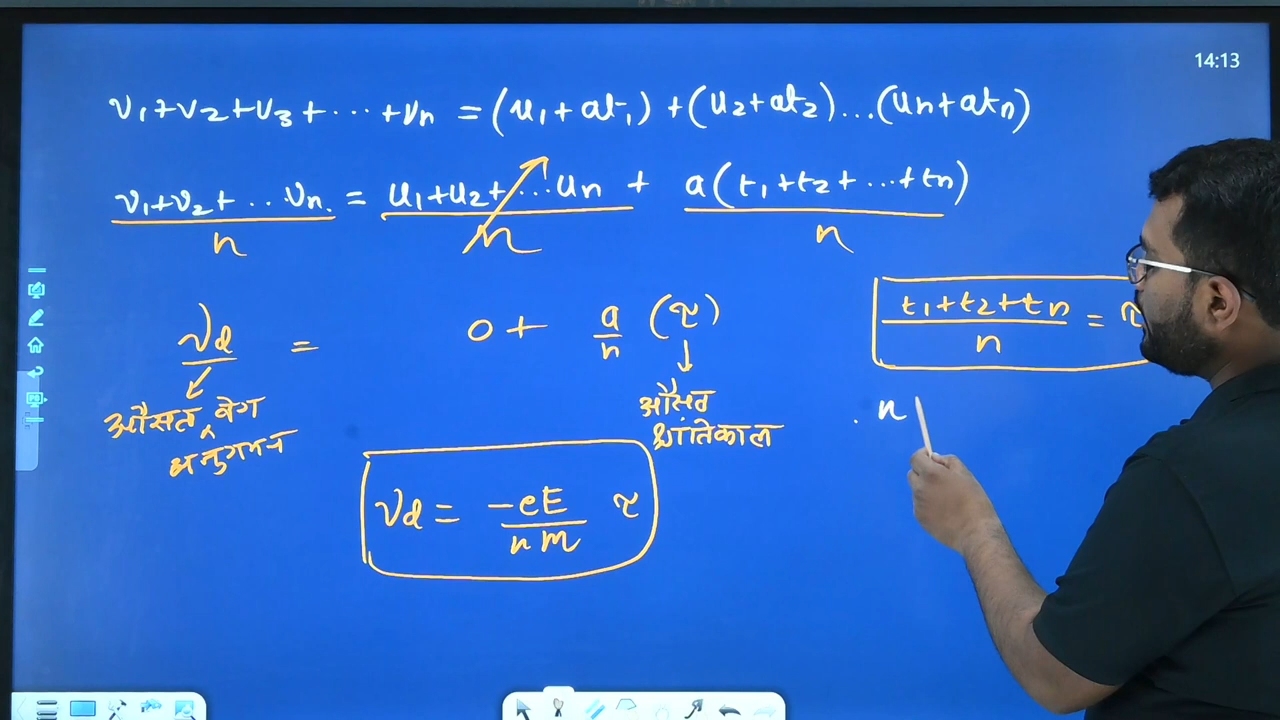 14:13
v₁+v₂+v₃+...+vn = (u₁+at₁)+(u₂+at₂)...(un+atn)
v₁+v₂+...vn. / n = u₁+u₂+...un / n + a(t₁+t₂+...+tn) / n
t₁+t₂+tn / n = τ
vd = 0 + a/n (τ)
औसत वेग
^
अनुगमन
औसत
श्रांतिकाल
. n
vd = -eE / n m τ